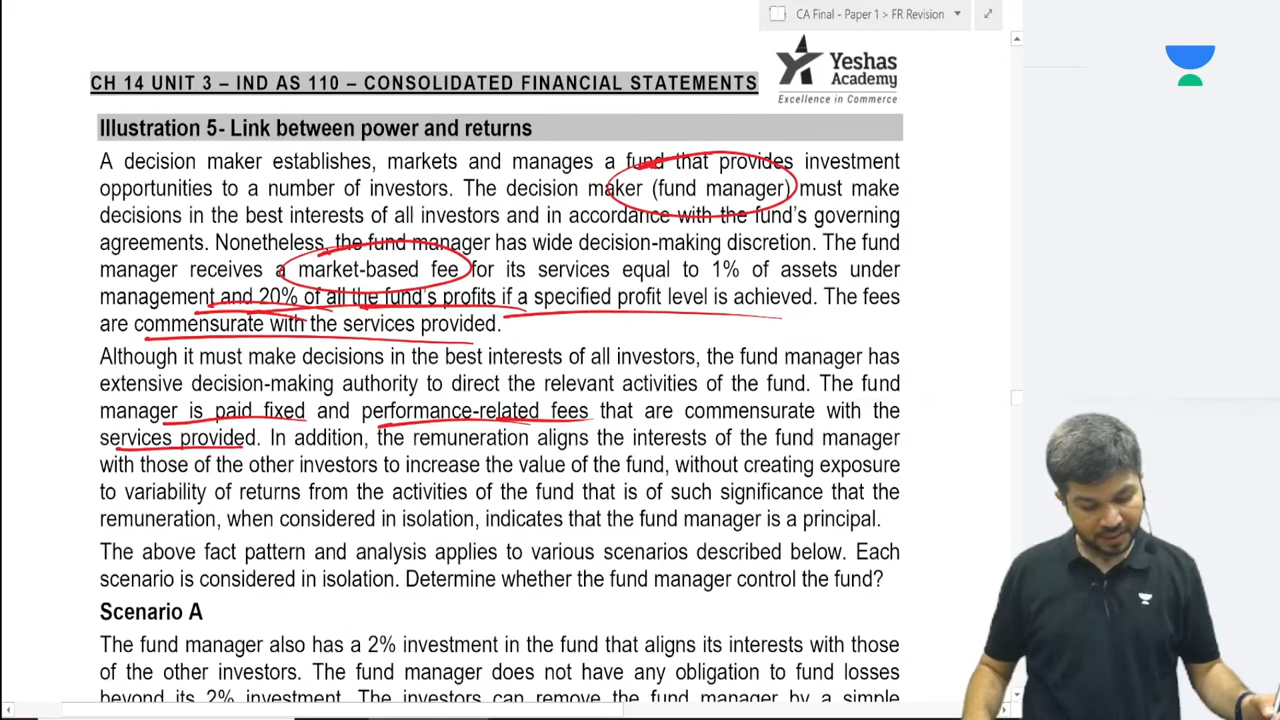 CA Final - Paper 1 > FR Revision
Yeshas
Academy
Excellence in Commerce
CH 14 UNIT 3 – IND AS 110 – CONSOLIDATED FINANCIAL STATEMENTS
Illustration 5- Link between power and returns
A decision maker establishes, markets and manages a fund that provides investment
opportunities to a number of investors. The decision maker (fund manager) must make
decisions in the best interests of all investors and in accordance with the fund's governing
agreements. Nonetheless, the fund manager has wide decision-making discretion. The fund
manager receives a market-based fee for its services equal to 1% of assets under
management and 20% of all the fund's profits if a specified profit level is achieved. The fees
are commensurate with the services provided.
Although it must make decisions in the best interests of all investors, the fund manager has
extensive decision-making authority to direct the relevant activities of the fund. The fund
manager is paid fixed and performance-related fees that are commensurate with the
services provided. In addition, the remuneration aligns the interests of the fund manager
with those of the other investors to increase the value of the fund, without creating exposure
to variability of returns from the activities of the fund that is of such significance that the
remuneration, when considered in isolation, indicates that the fund manager is a principal.
The above fact pattern and analysis applies to various scenarios described below. Each
scenario is considered in isolation. Determine whether the fund manager control the fund?
Scenario A
The fund manager also has a 2% investment in the fund that aligns its interests with those
of the other investors. The fund manager does not have any obligation to fund losses
beyond its 2% investment. The investors can remove the fund manager by a simple